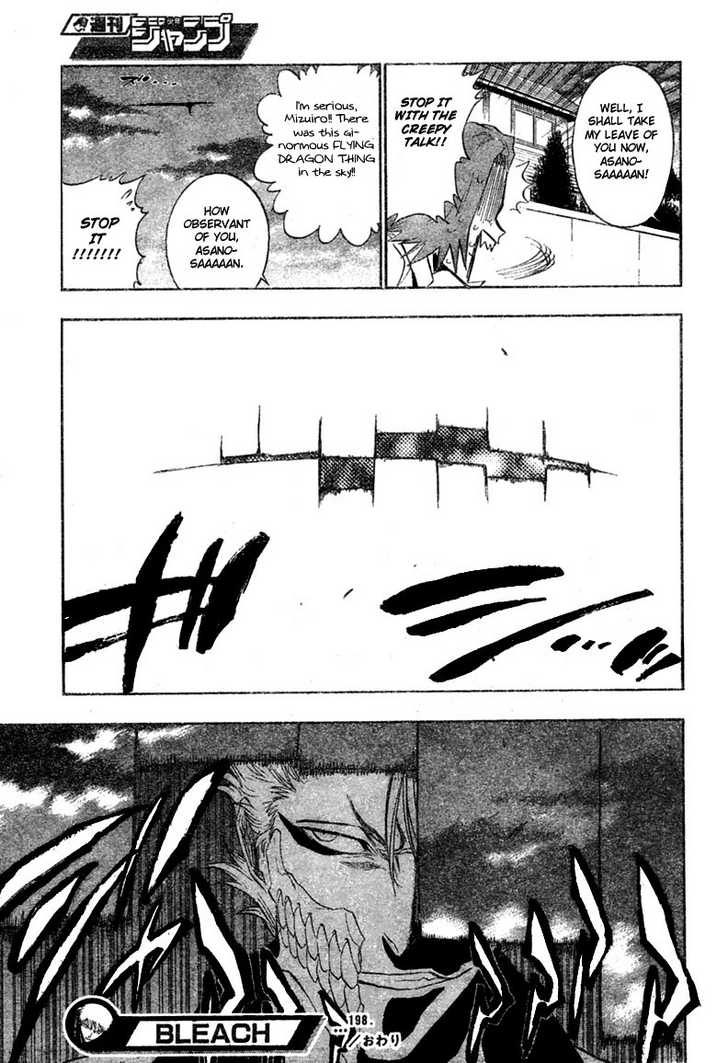 週刊
少年
ジャンプ
WELL, I
SHALL TAKE
MY LEAVE OF
YOU NOW,
ASANO-
SAAAAAN!
STOP IT
WITH THE
CREEPY
TALK!!
I'm serious,
Mizuiro!! There
was this Gi-
normous FLYING
DRAGON THING
in the sky!!
HOW
OBSERVANT
OF YOU,
ASANO-
SAAAAAN.
STOP
IT
!!!!!!!
BLEACH
198.
...//おわり